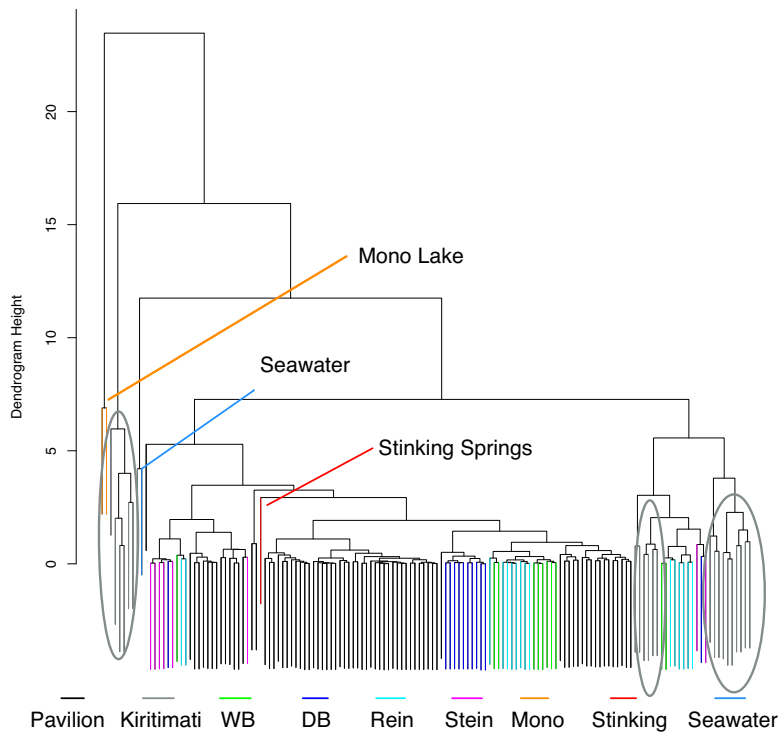 20
15
10
5
0
Dendrogram Height
Mono Lake
Seawater
Stinking Springs
Pavilion Kiritimati WB DB Rein Stein Mono Stinking Seawater